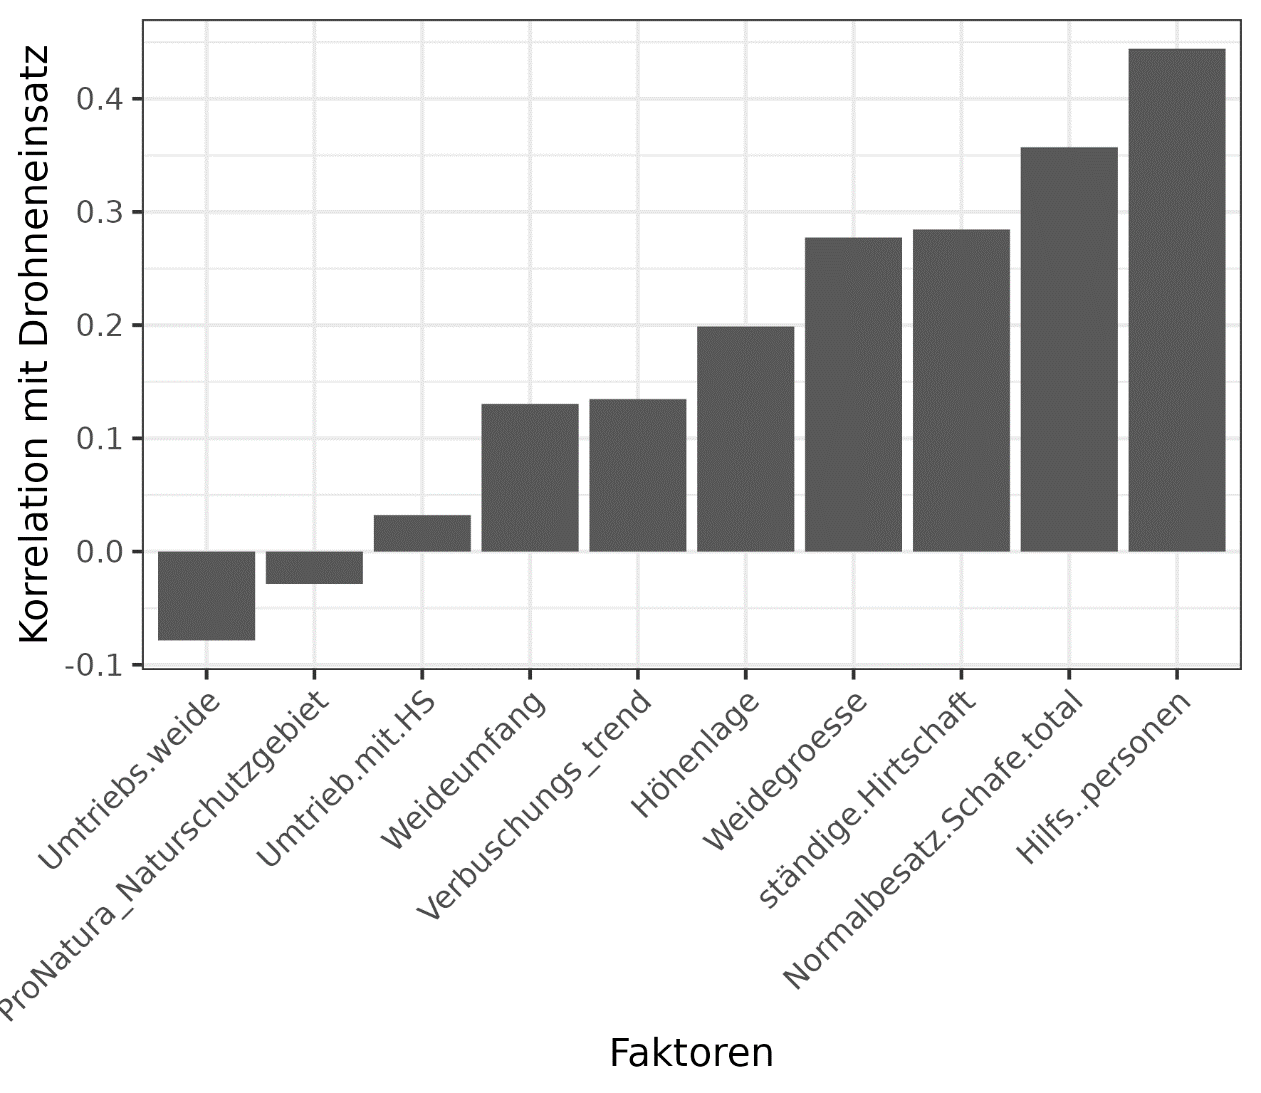 Korrelation mit Drohneneinsatz
0.4
0.3
0.2
0.1
0.0
-0.1
Umtriebs.weide
ProNatura_Naturschutzgebiet
Umtrieb.mit.HS
Weideumfang
Verbuschungs_trend
Höhenlage
Weidegroesse
ständige.Hirtschaft
Normalbesatz.Schafe.total
Hilfs..personen
Faktoren